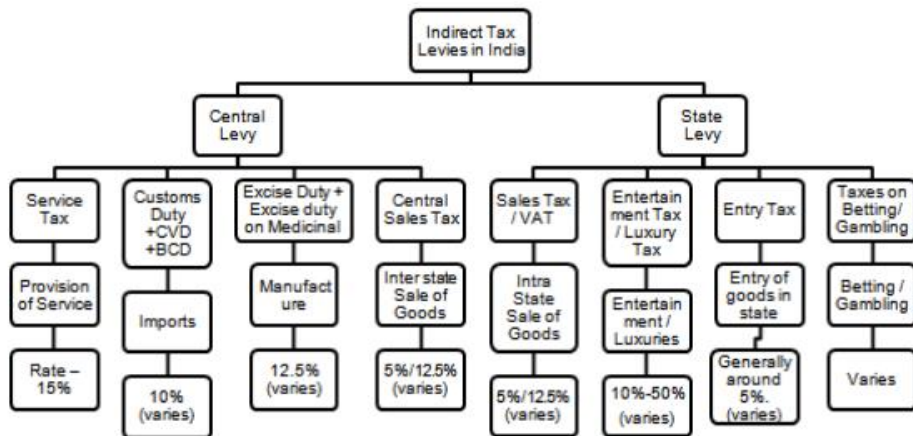 Indirect Tax
Levies in India
Central
Levy
State
Levy
Service
Tax
Customs
Duty
+CVD
+BCD
Excise Duty +
Excise duty
on Medicinal
Central
Sales Tax
Sales Tax
/ VAT
Entertain
ment Tax
/ Luxury
Tax
Entry Tax
Taxes on
Betting/
Gambling
Provision
of Service
Imports
Manufact
ure
Inter state
Sale of
Goods
Intra
State
Sale of
Goods
Entertain
ment /
Luxuries
Entry of
goods in
state
Betting /
Gambling
Rate –
15%
10%
(varies)
12.5%
(varies)
5%/12.5%
(varies)
5%/12.5%
(varies)
10%-50%
(varies)
Generally
around
5%.
(varies)
Varies